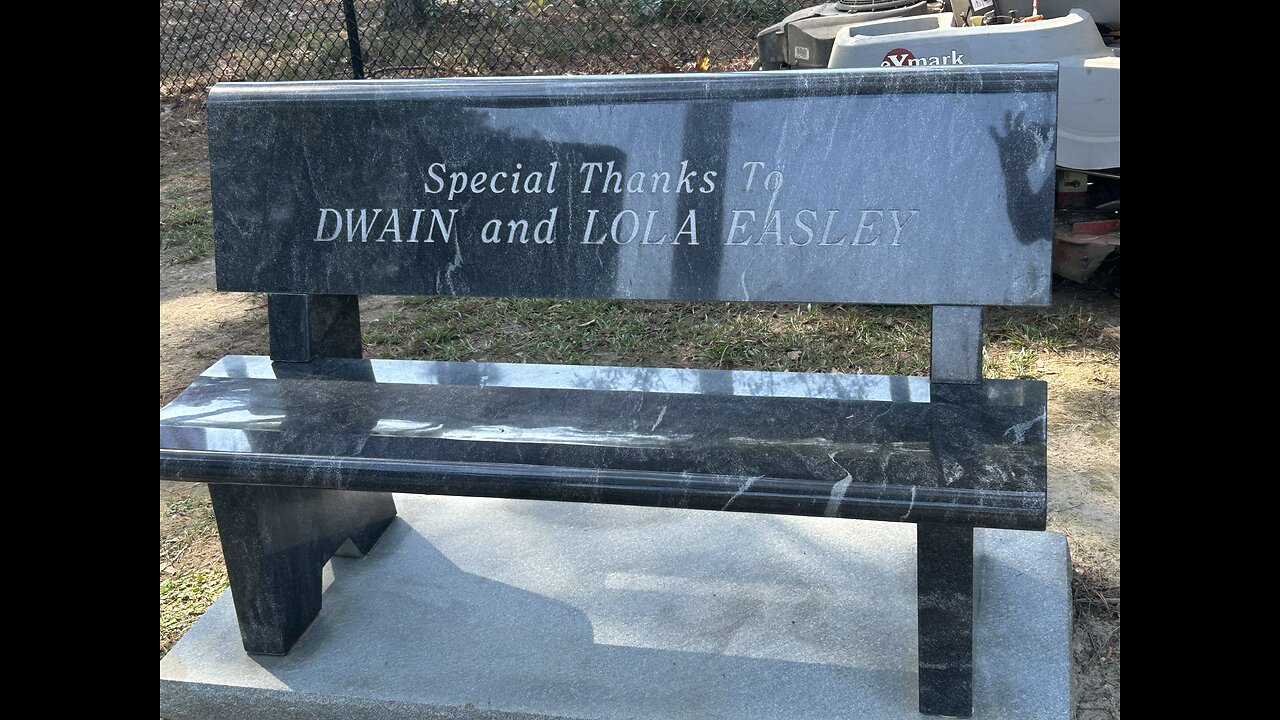 eXmark
Special Thanks To
DWAIN and LOLA EASLEY